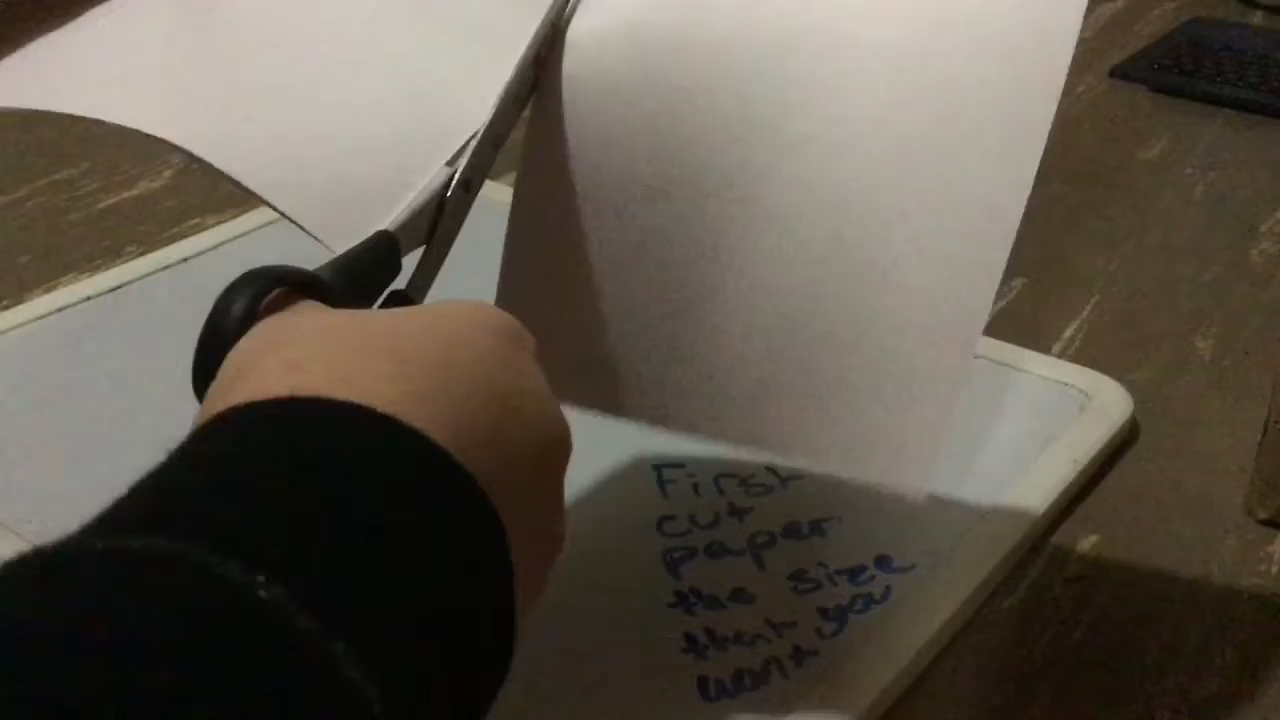 First
cut
paper
the size
that you
want